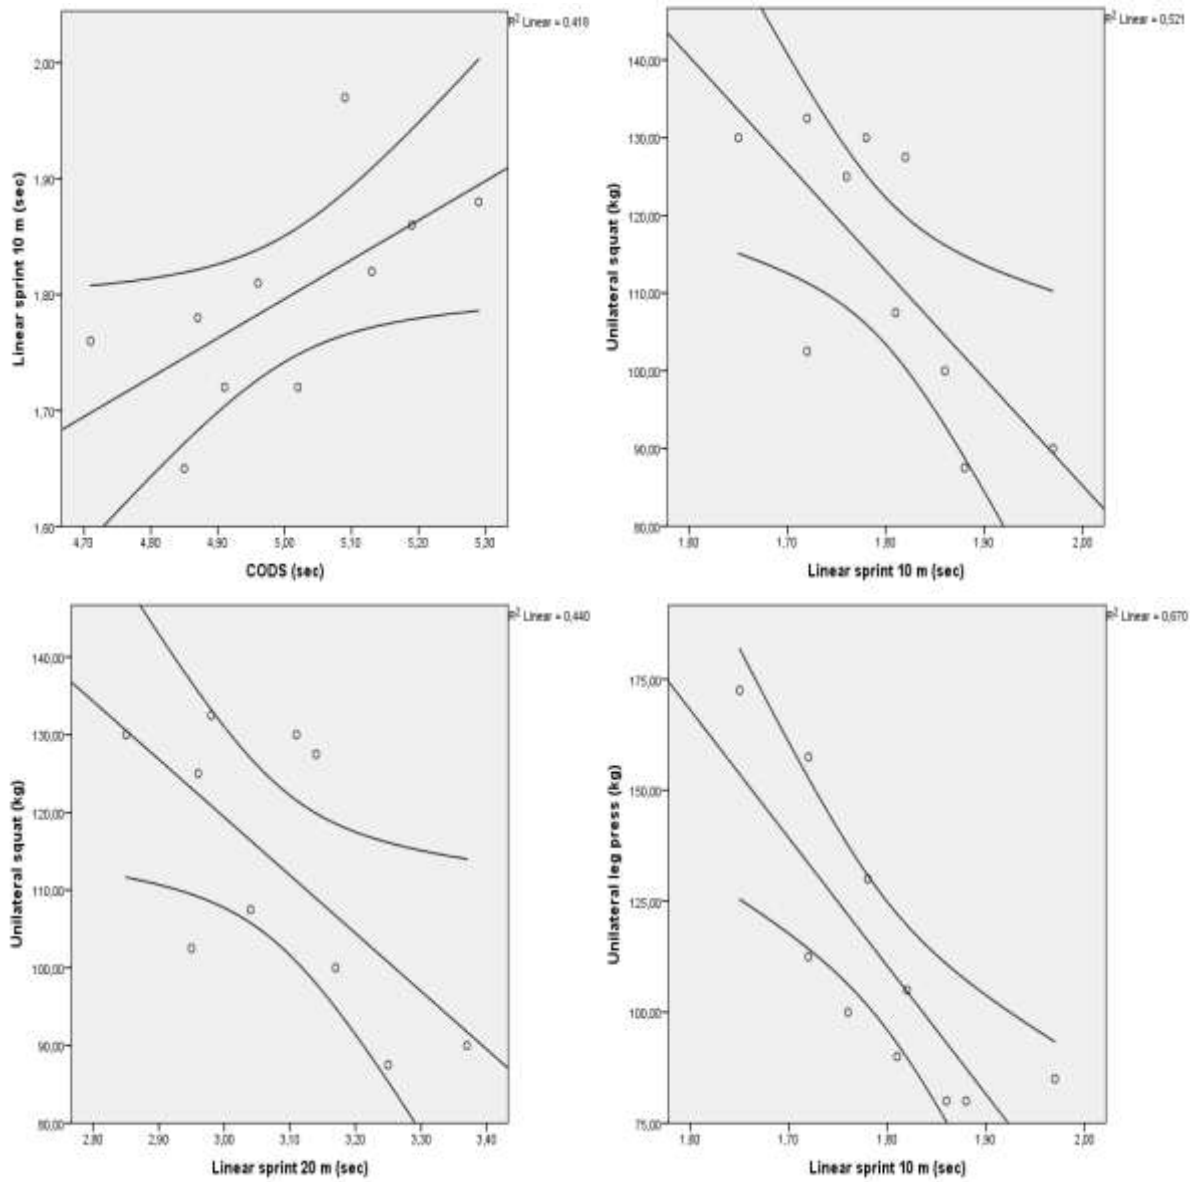 R² Linear = 0,418
2,00
1,90
1,80
1,70
1,60
Linear sprint 10 m (sec)
4,70 4,80 4,90 5,00 5,10 5,20 5,30
CODS (sec)
R² Linear = 0,521
140,00
130,00
120,00
110,00
100,00
90,00
80,00
Unilateral squat (kg)
1,60 1,70 1,80 1,90 2,00
Linear sprint 10 m (sec)
R² Linear = 0,440
140,00
130,00
120,00
110,00
100,00
90,00
80,00
Unilateral squat (kg)
2,80 2,90 3,00 3,10 3,20 3,30 3,40
Linear sprint 20 m (sec)
R² Linear = 0,670
175,00
150,00
125,00
100,00
75,00
Unilateral leg press (kg)
1,60 1,70 1,80 1,90 2,00
Linear sprint 10 m (sec)